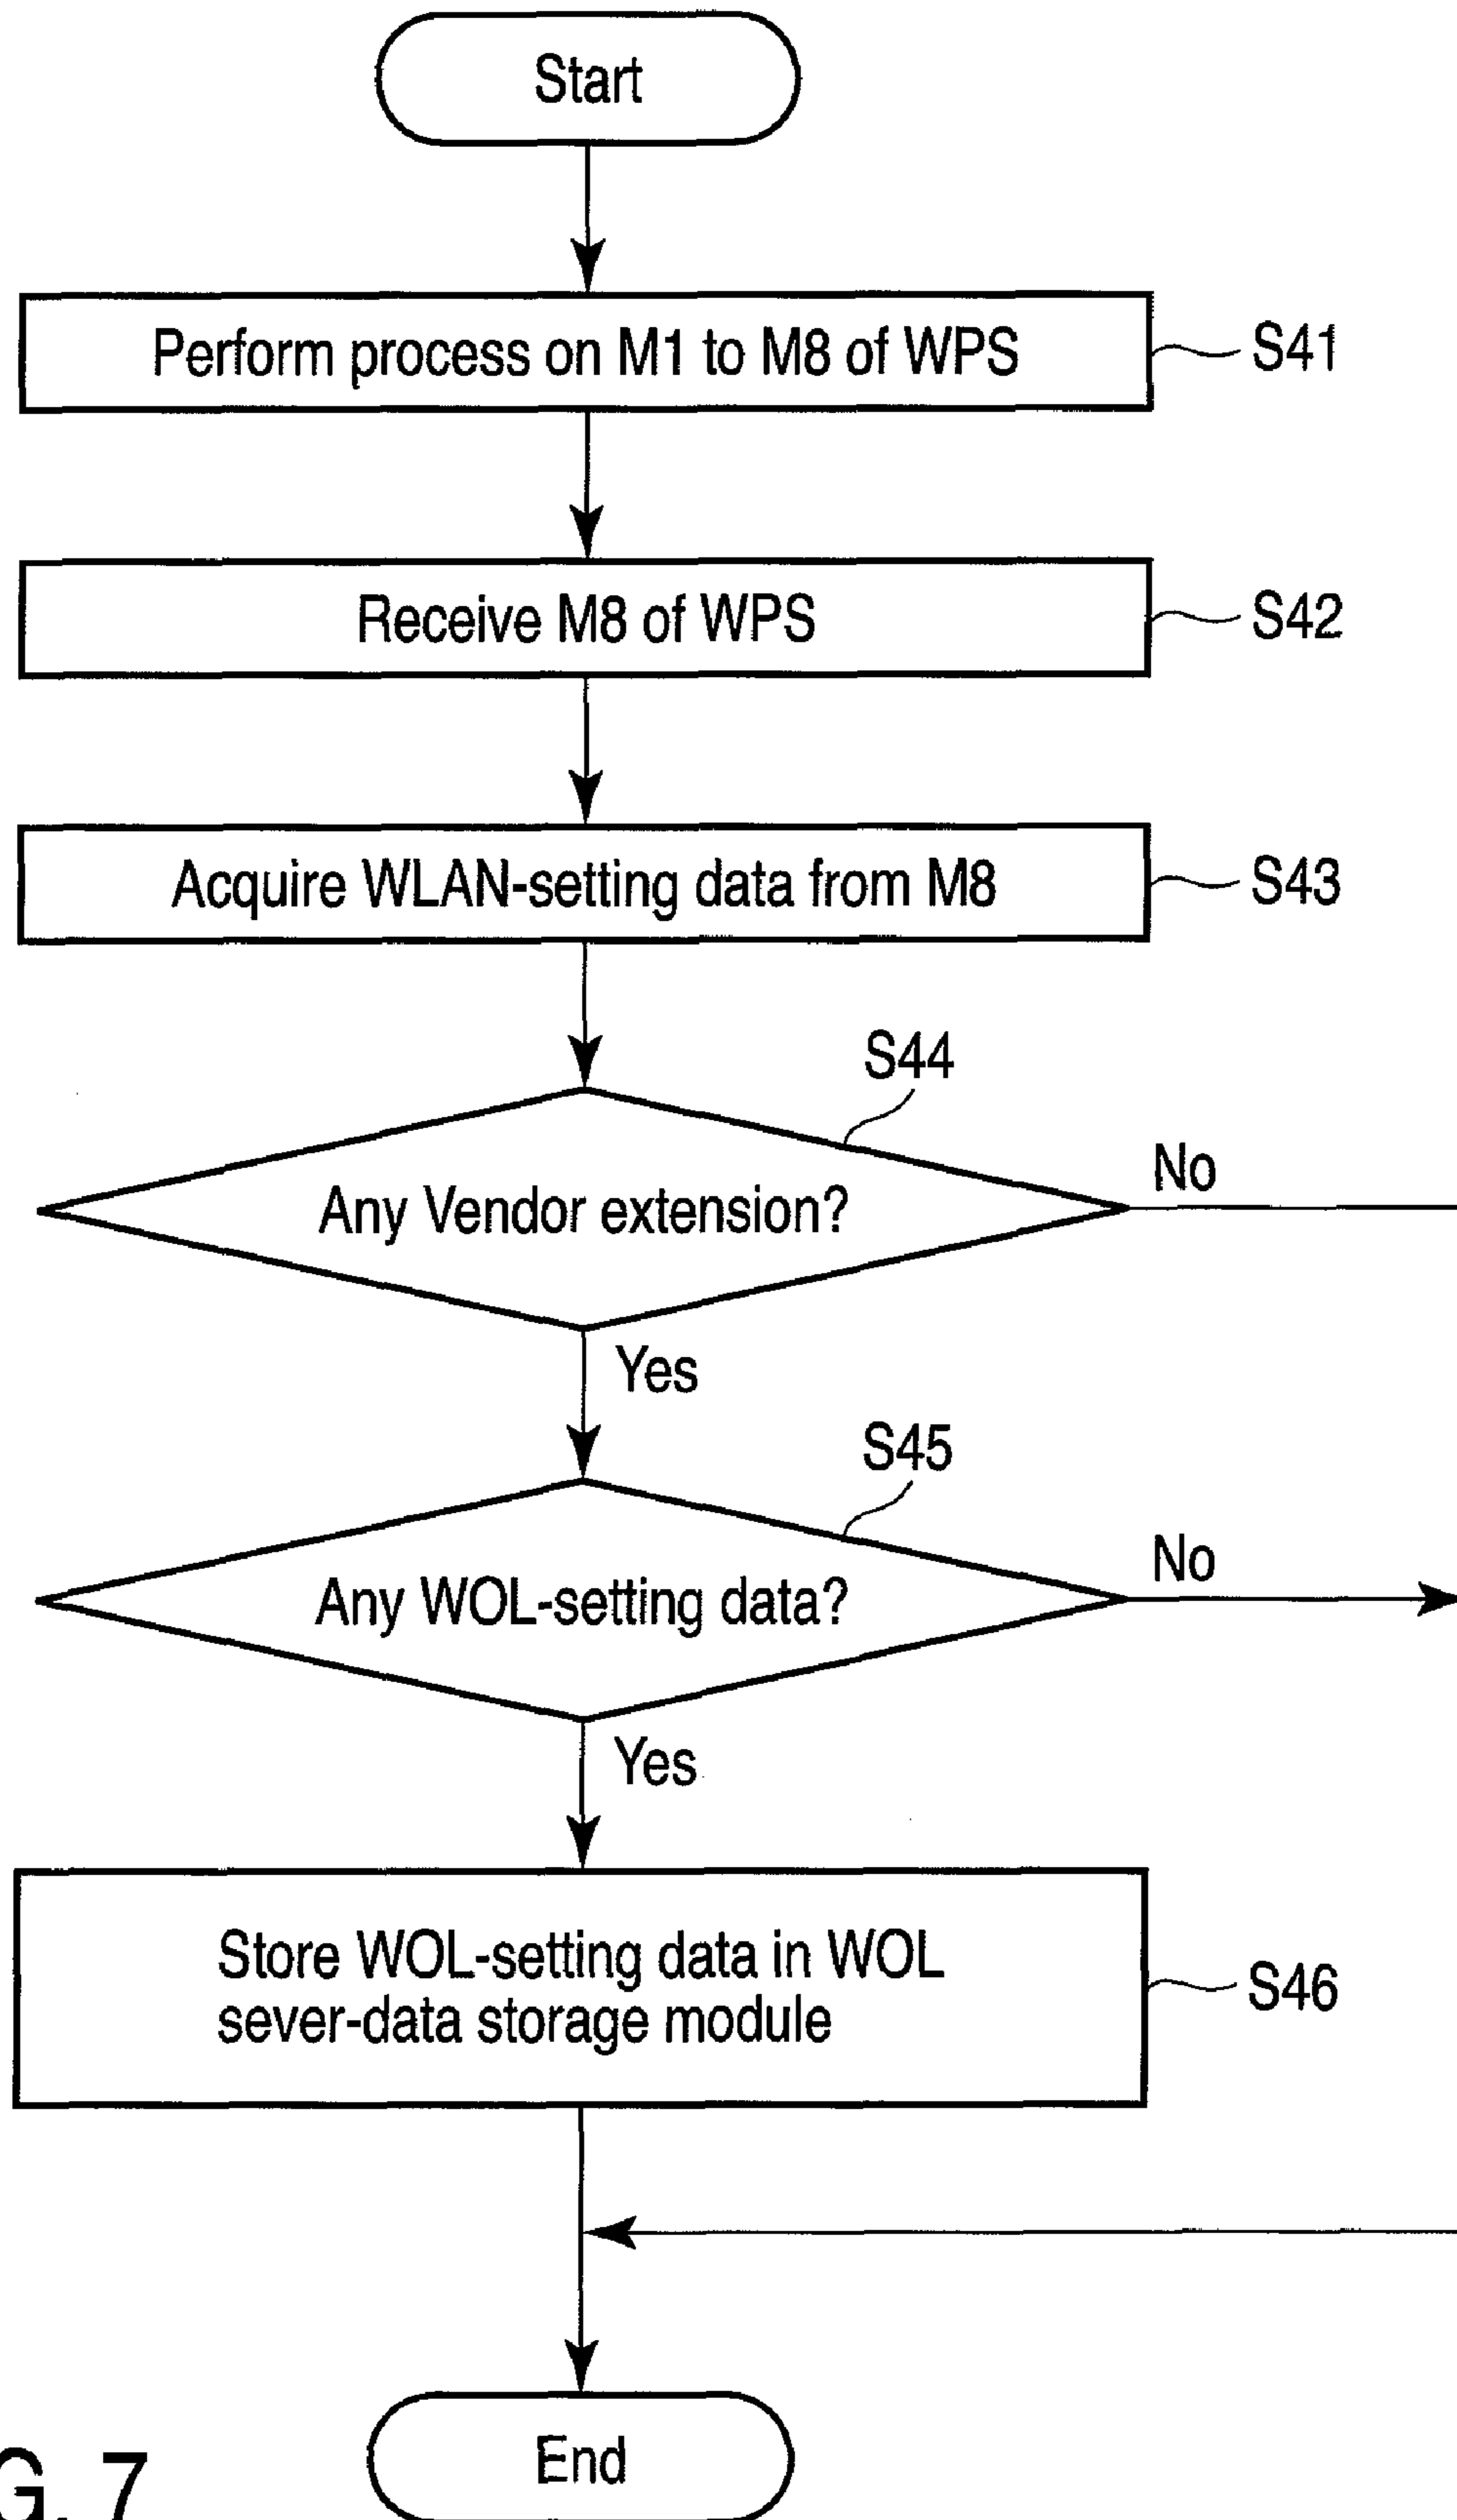 Start
Perform process on M1 to M8 of WPS
S41
Receive M8 of WPS
S42
Acquire WLAN-setting data from M8
S43
S44
Any Vendor extension?
No
Yes
S45
Any WOL-setting data?
No
Yes
Store WOL-setting data in WOL
sever-data storage module
S46
End
G. 7